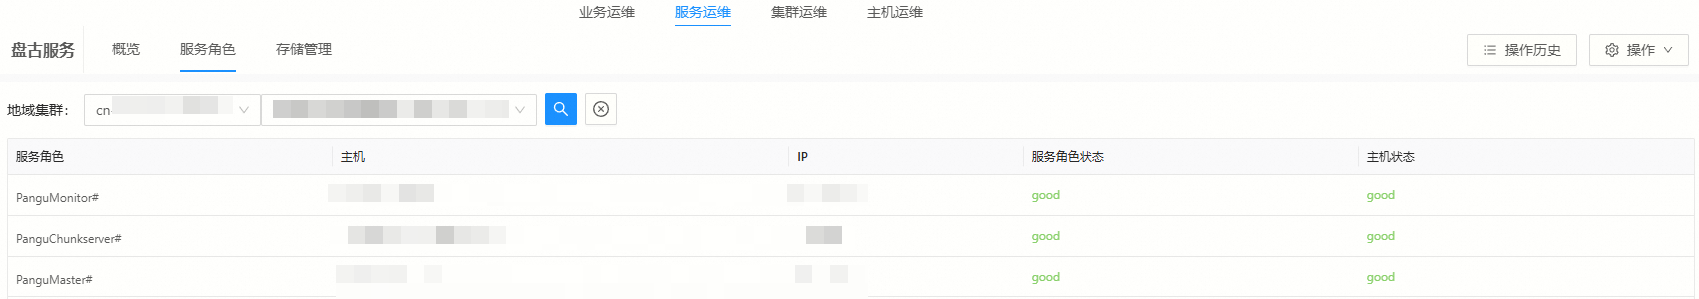 业务运维 服务运维 集群运维 主机运维
盘古服务 概览 服务角色 存储管理 操作历史 操作
地域集群： cn-
服务角色 主机 IP 服务角色状态 主机状态
PanguMonitor# good good
PanguChunkserver# good good
PanguMaster# good good